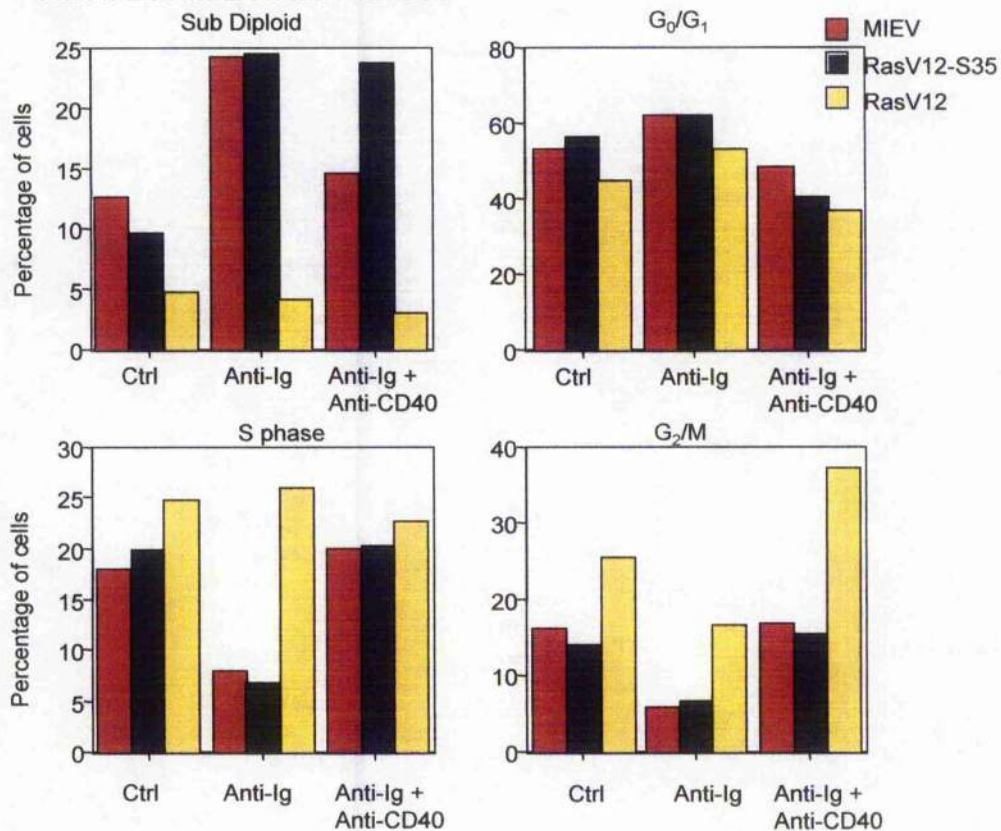 Sub Diploid
G₀/G₁
MIEV
RasV12-S35
RasV12
Percentage of cells
25
20
15
10
5
0
Ctrl
Anti-Ig
Anti-Ig +
Anti-CD40
80
60
40
20
0
Ctrl
Anti-Ig
Anti-Ig +
Anti-CD40
S phase
G₂/M
Percentage of cells
30
25
20
15
10
5
0
Ctrl
Anti-Ig
Anti-Ig +
Anti-CD40
40
30
20
10
0
Ctrl
Anti-Ig
Anti-Ig +
Anti-CD40